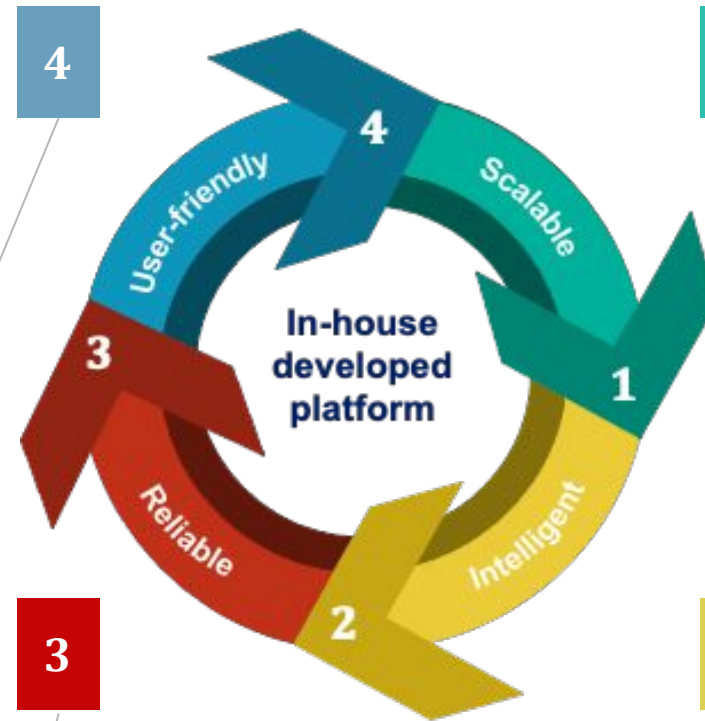 4
4
Scalable
User-friendly
In-house
developed
platform
3
1
Intelligent
Reliable
2
3